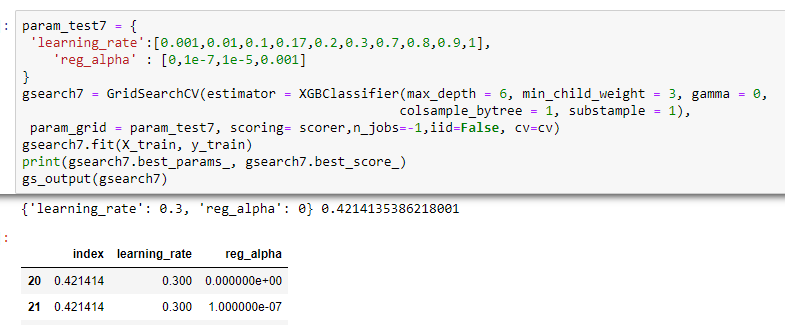 : param_test7 = {
'learning_rate':[0.001,0.01,0.1,0.17,0.2,0.3,0.7,0.8,0.9,1],
'reg_alpha' : [0,1e-7,1e-5,0.001]
}
gsearch7 = GridSearchCV(estimator = XGBClassifier(max_depth = 6, min_child_weight = 3, gamma = 0,
colsample_bytree = 1, substample = 1),
param_grid = param_test7, scoring= scorer,n_jobs=-1,iid=False, cv=cv)
gsearch7.fit(X_train, y_train)
print(gsearch7.best_params_, gsearch7.best_score_)
gs_output(gsearch7)
{'learning_rate': 0.3, 'reg_alpha': 0} 0.4214135386218001
:
index learning_rate reg_alpha
20 0.421414 0.300 0.000000e+00
21 0.421414 0.300 1.000000e-07